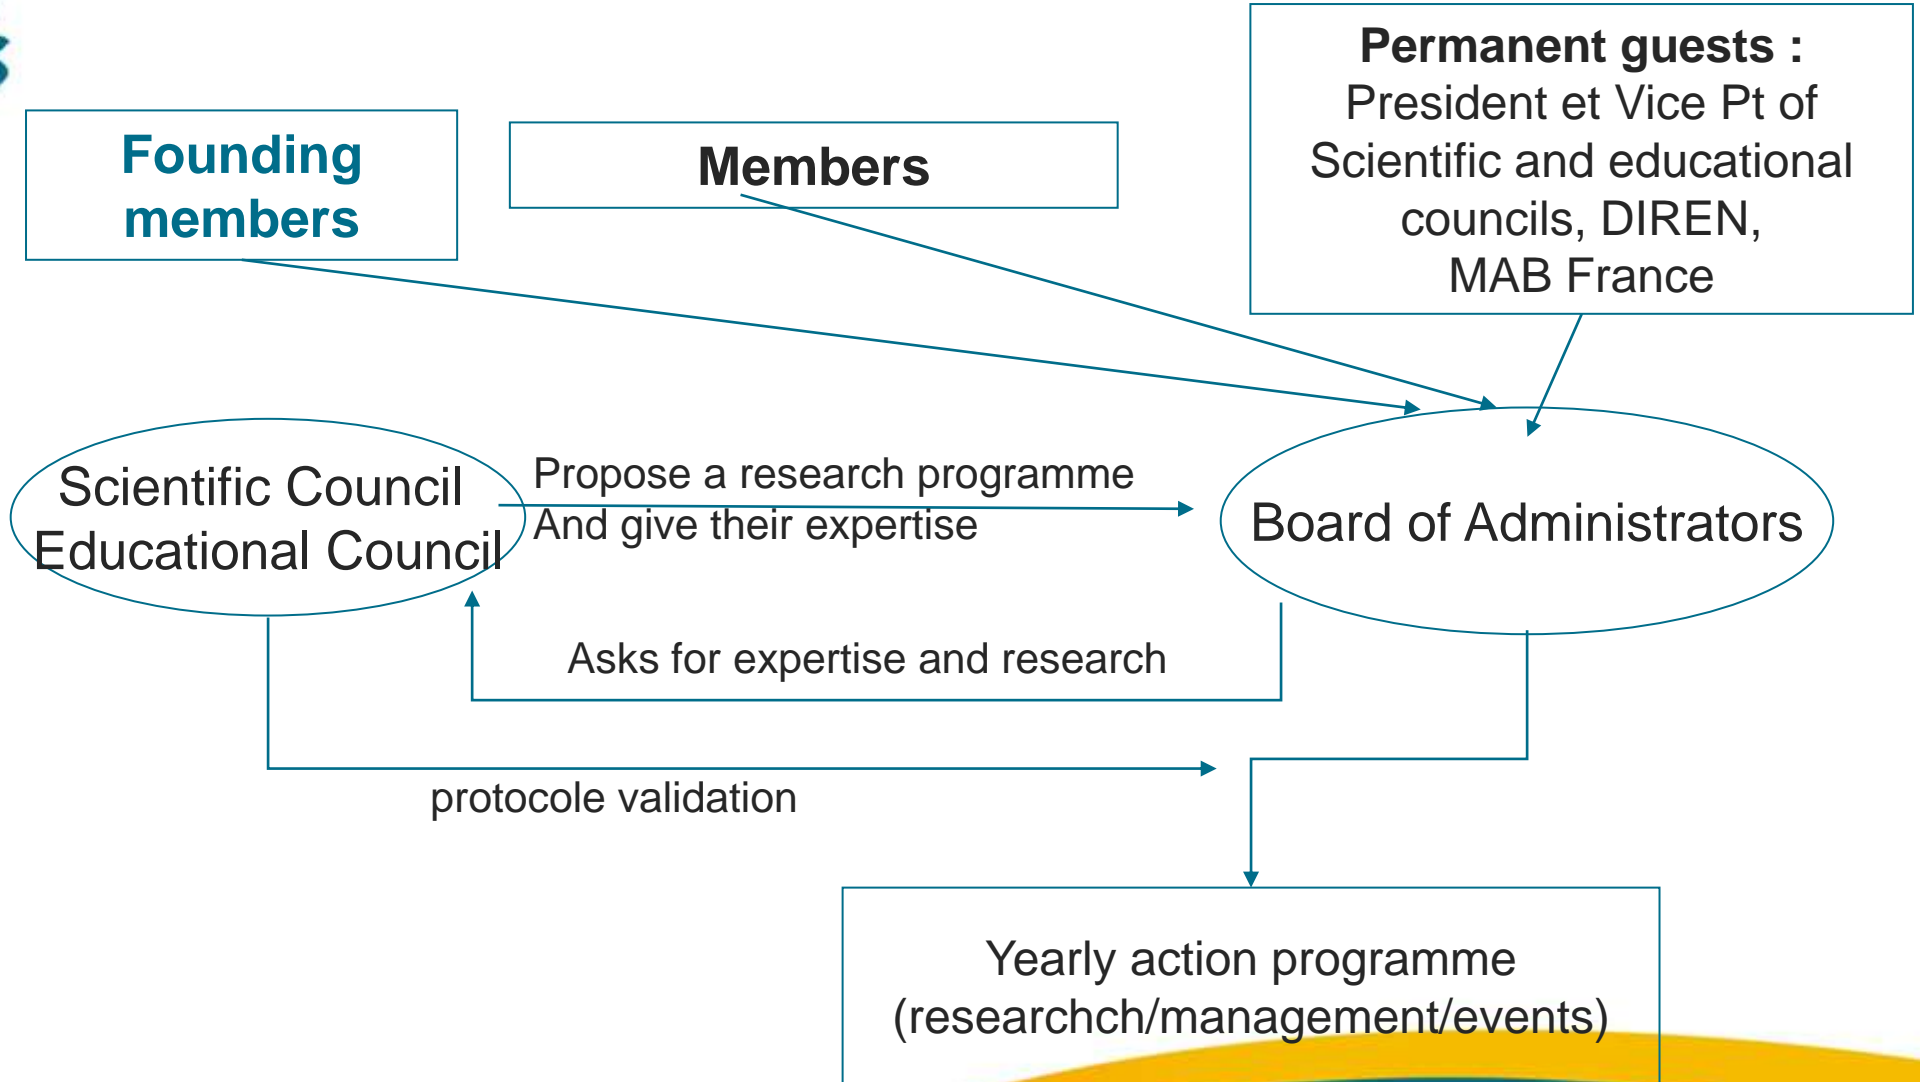 Founding
members
Members
Permanent guests :
President et Vice Pt of
Scientific and educational
councils, DIREN,
MAB France
Scientific Council
Educational Council
Propose a research programme
And give their expertise
Board of Administrators
Asks for expertise and research
protocole validation
Yearly action programme
(researchch/management/events)